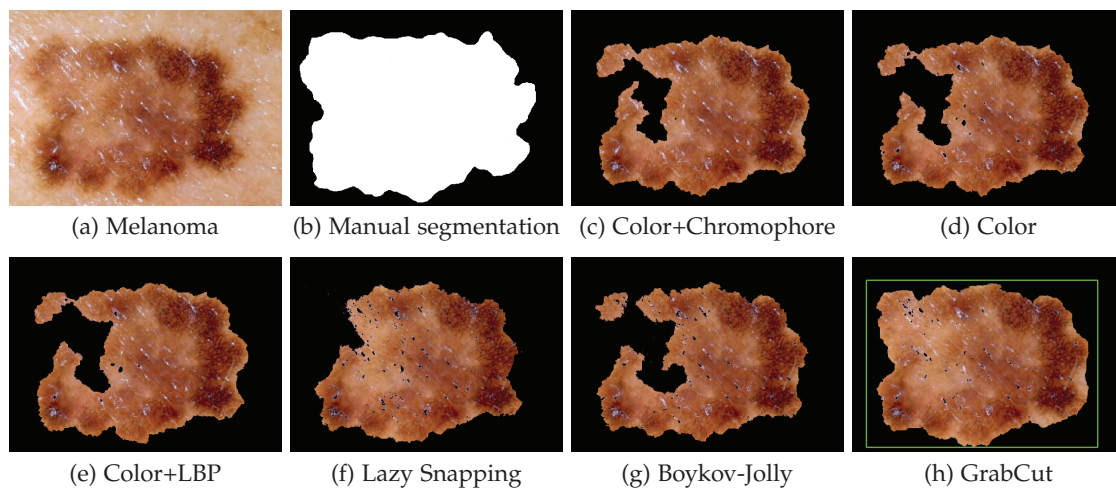 (a) Melanoma
(b) Manual segmentation
(c) Color+Chromophore
(d) Color
(e) Color+LBP
(f) Lazy Snapping
(g) Boykov-Jolly
(h) GrabCut